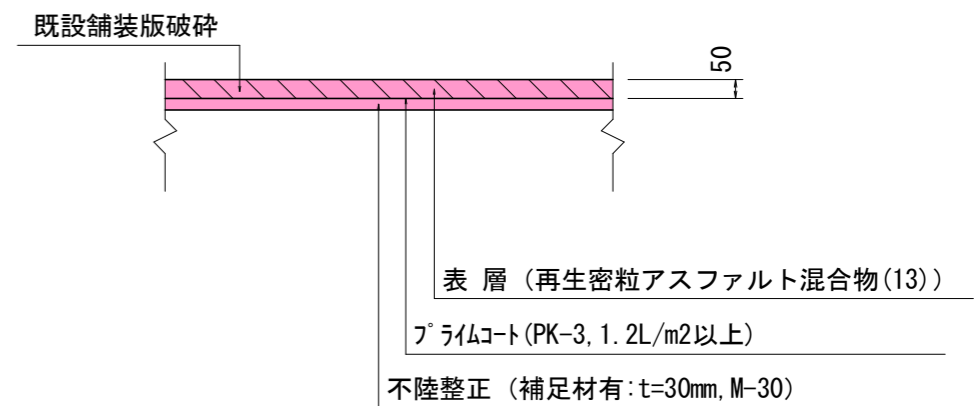 既設舗装版破砕
50
表 層 (再生密粒アスファルト混合物(13))
プライムコート(PK-3, 1.2L/m2以上)
不陸整正 (補足材有:t=30mm, M-30)